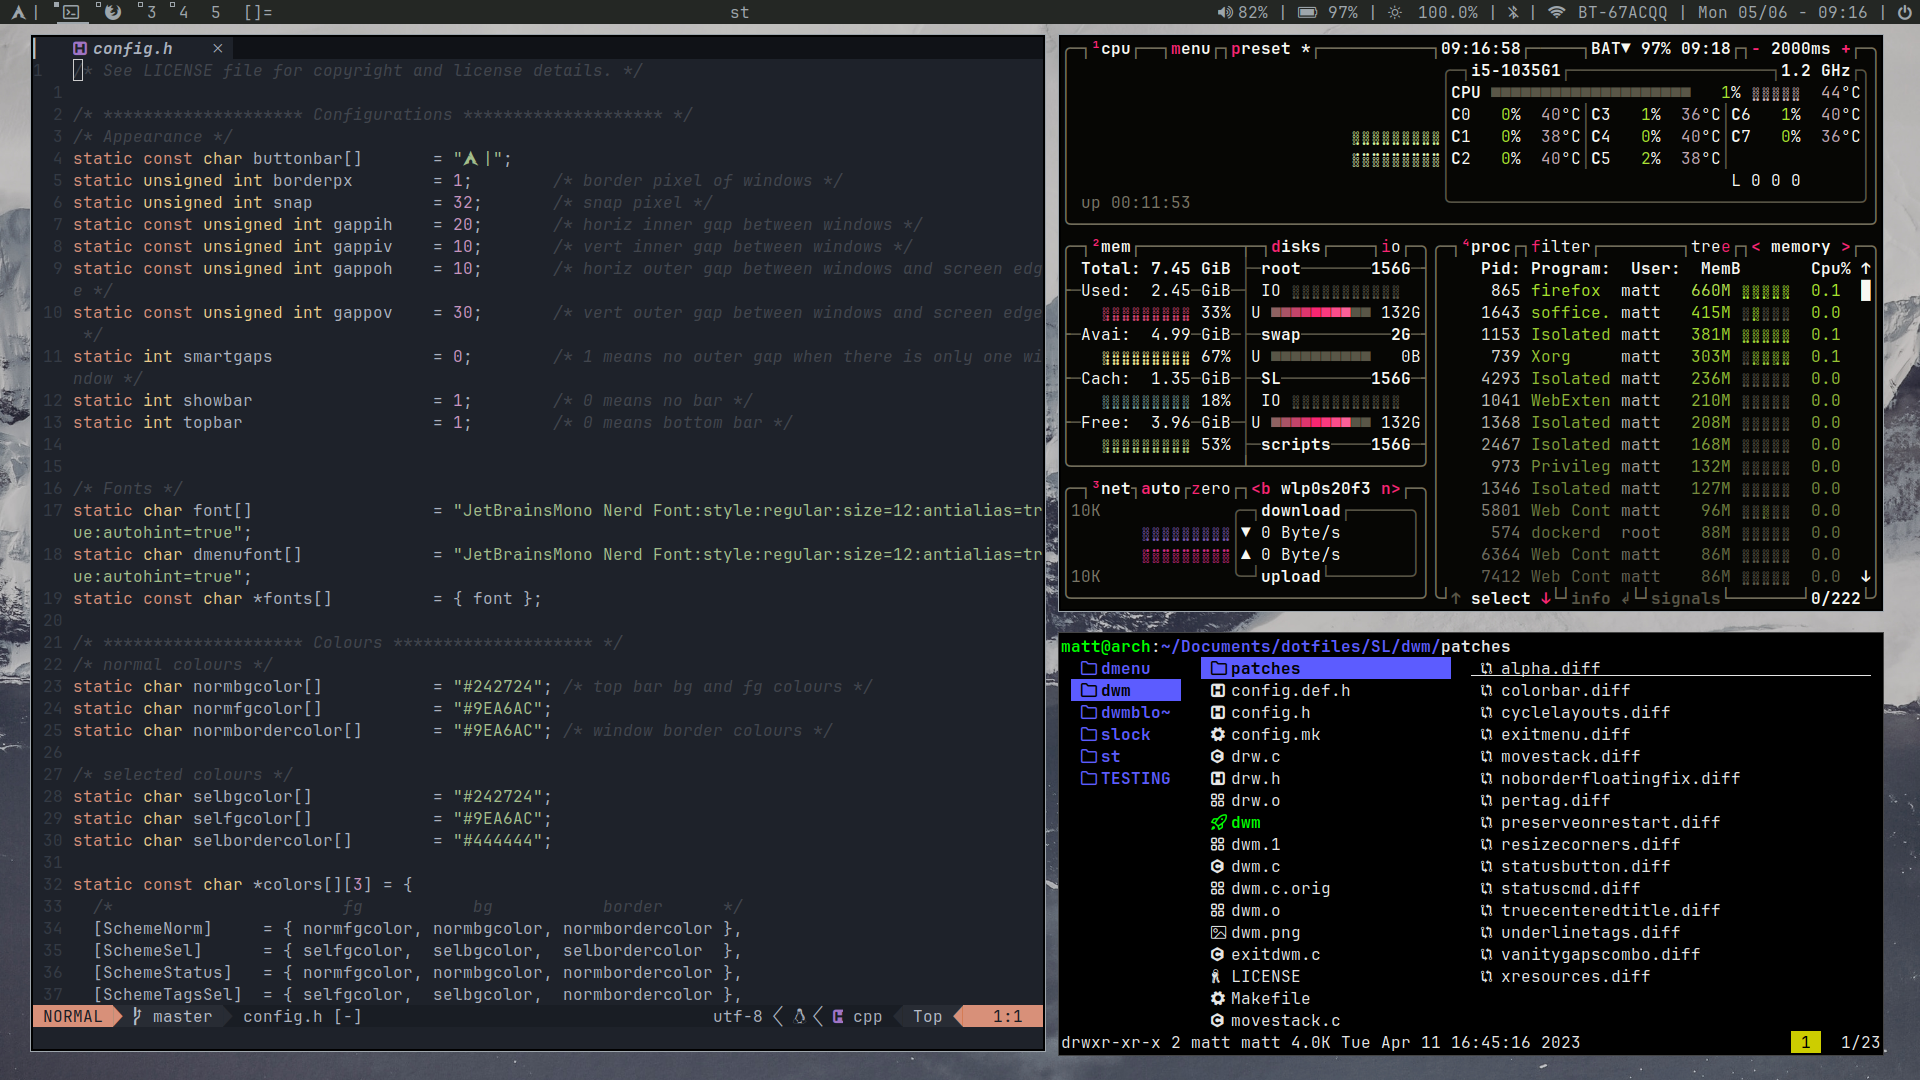 | 3 4 5 []= st 82% | 97% | 100.0% | | BT-67ACQQ | Mon 05/06 - 09:16 |
config.h ×
1 /* See LICENSE file for copyright and license details. */
1
2 /* ******************** Configurations ******************** */
3 /* Appearance */
4 static const char buttonbar[] = " |";
5 static unsigned int borderpx = 1; /* border pixel of windows */
6 static unsigned int snap = 32; /* snap pixel */
7 static const unsigned int gappih = 20; /* horiz inner gap between windows */
8 static const unsigned int gappiv = 10; /* vert inner gap between windows */
9 static const unsigned int gappoh = 10; /* horiz outer gap between windows and screen edg
e */
10 static const unsigned int gappov = 30; /* vert outer gap between windows and screen edge
*/
11 static int smartgaps = 0; /* 1 means no outer gap when there is only one wi
ndow */
12 static int showbar = 1; /* 0 means no bar */
13 static int topbar = 1; /* 0 means bottom bar */
14
15
16 /* Fonts */
17 static char font[] = "JetBrainsMono Nerd Font:style:regular:size=12:antialias=tr
ue:autohint=true";
18 static char dmenufont[] = "JetBrainsMono Nerd Font:style:regular:size=12:antialias=tr
ue:autohint=true";
19 static const char *fonts[] = { font };
20
21 /* ******************** Colours ******************** */
22 /* normal colours */
23 static char normbgcolor[] = "#242724"; /* top bar bg and fg colours */
24 static char normfgcolor[] = "#9EA6AC";
25 static char normbordercolor[] = "#9EA6AC"; /* window border colours */
26
27 /* selected colours */
28 static char selbgcolor[] = "#242724";
29 static char selfgcolor[] = "#9EA6AC";
30 static char selbordercolor[] = "#444444";
31
32 static const char *colors[][3] = {
33 /* fg bg border */
34 [SchemeNorm] = { normfgcolor, normbgcolor, normbordercolor },
35 [SchemeSel] = { selfgcolor, selbgcolor, selbordercolor },
36 [SchemeStatus] = { normfgcolor, normbgcolor, normbordercolor },
37 [SchemeTagsSel] = { selfgcolor, selbgcolor, normbordercolor },
NORMAL master config.h [-] utf-8 cpp Top 1:1
¹cpu menu preset * 09:16:58 BAT▼ 97% 09:18 - 2000ms +
i5-1035G1 1.2 GHz
CPU 1% 44°C
C0 0% 40°C C3 1% 36°C C6 1% 40°C
C1 0% 38°C C4 0% 40°C C7 0% 36°C
C2 0% 40°C C5 2% 38°C
L 0 0 0
up 00:11:53
²mem disks io
Total: 7.45 GiB root 156G
Used: 2.45 GiB IO
33% U 132G
Avai: 4.99 GiB swap 2G
67% U 0B
Cach: 1.35 GiB SL 156G
18% IO
Free: 3.96 GiB U 132G
53% scripts 156G
³net auto zero <b wlp0s20f3 n>
10K download
▼ 0 Byte/s
▲ 0 Byte/s
10K upload
⁴proc filter tree < memory >
Pid: Program: User: MemB Cpu% ↑
865 firefox matt 660M 0.1
1643 soffice. matt 415M 0.0
1153 Isolated matt 381M 0.1
739 Xorg matt 303M 0.1
4293 Isolated matt 236M 0.0
1041 WebExten matt 210M 0.0
1368 Isolated matt 208M 0.0
2467 Isolated matt 168M 0.0
973 Privileg matt 132M 0.0
1346 Isolated matt 127M 0.0
5801 Web Cont matt 96M 0.0
574 dockerd root 88M 0.0
6364 Web Cont matt 86M 0.0
7412 Web Cont matt 86M 0.0 ↓
↑ select ↓ info ↲ signals 0/222
matt@arch:~/Documents/dotfiles/SL/dwm/patches
dmenu patches alpha.diff
dwm config.def.h colorbar.diff
dwmblo~ config.h cyclelayouts.diff
slock config.mk exitmenu.diff
st drw.c movestack.diff
TESTING drw.h noborderfloatingfix.diff
drw.o pertag.diff
dwm preserveonrestart.diff
dwm.1 resizecorners.diff
dwm.c statusbutton.diff
dwm.c.orig statuscmd.diff
dwm.o truecenteredtitle.diff
dwm.png underlinetags.diff
exitdwm.c vanitygapscombo.diff
LICENSE xresources.diff
Makefile
movestack.c
drwxr-xr-x 2 matt matt 4.0K Tue Apr 11 16:45:16 2023 1 1/23